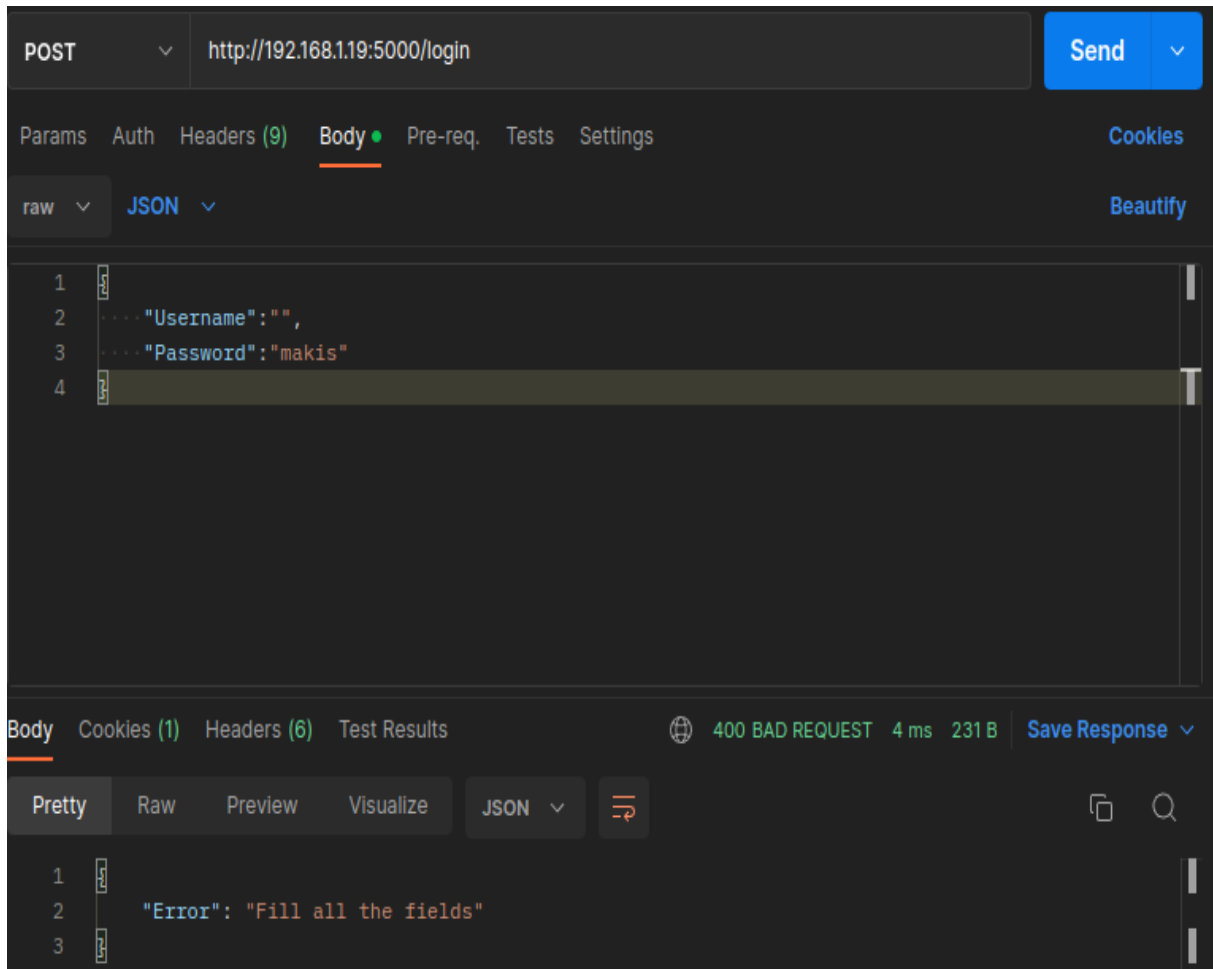 POST http://192.168.1.19:5000/login Send
Params Auth Headers (9) Body Pre-req. Tests Settings Cookies
raw JSON Beautify
1 {
2 "Username":"",
3 "Password":"makis"
4 }
Body Cookies (1) Headers (6) Test Results 400 BAD REQUEST 4 ms 231 B Save Response
Pretty Raw Preview Visualize JSON
1 {
2 "Error": "Fill all the fields"
3 }